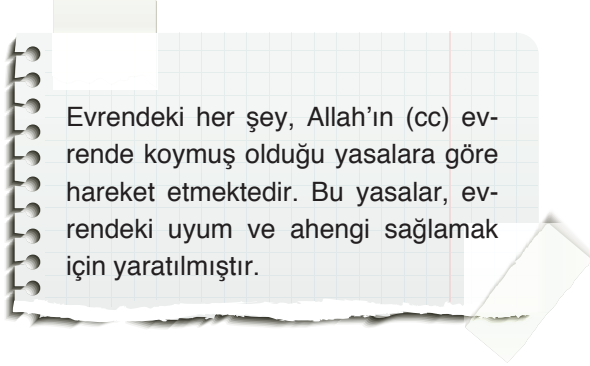 Evrendeki her şey, Allah’ın (cc) ev-
rende koymuş olduğu yasalara göre
hareket etmektedir. Bu yasalar, ev-
rendeki uyum ve ahengi sağlamak
için yaratılmıştır.